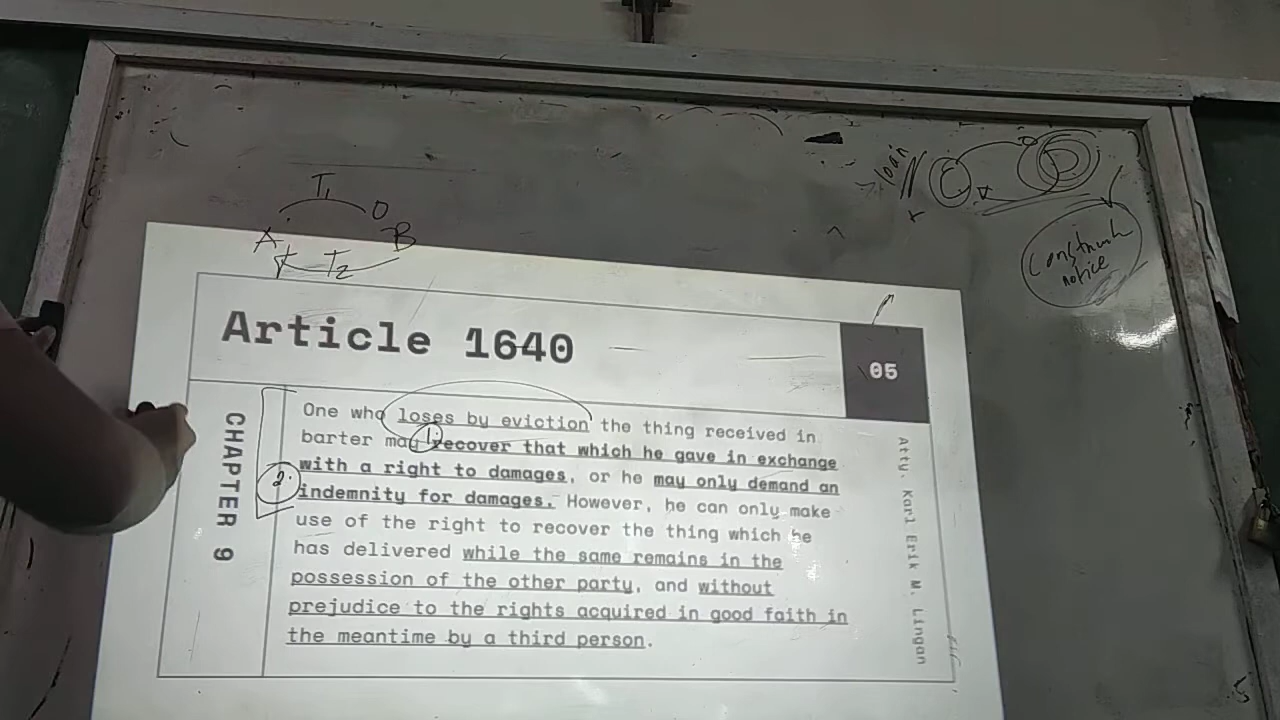 loan
T1
A B
T2
Construct notice
Article 1640
05
CHAPTER 9
One who loses by eviction the thing received in
barter may recover that which he gave in exchange
with a right to damages, or he may only demand an
indemnity for damages. However, he can only make
use of the right to recover the thing which he
has delivered while the same remains in the
possession of the other party, and without
prejudice to the rights acquired in good faith in
the meantime by a third person.
1.
2.
Atty. Karl Erik M. Lingan